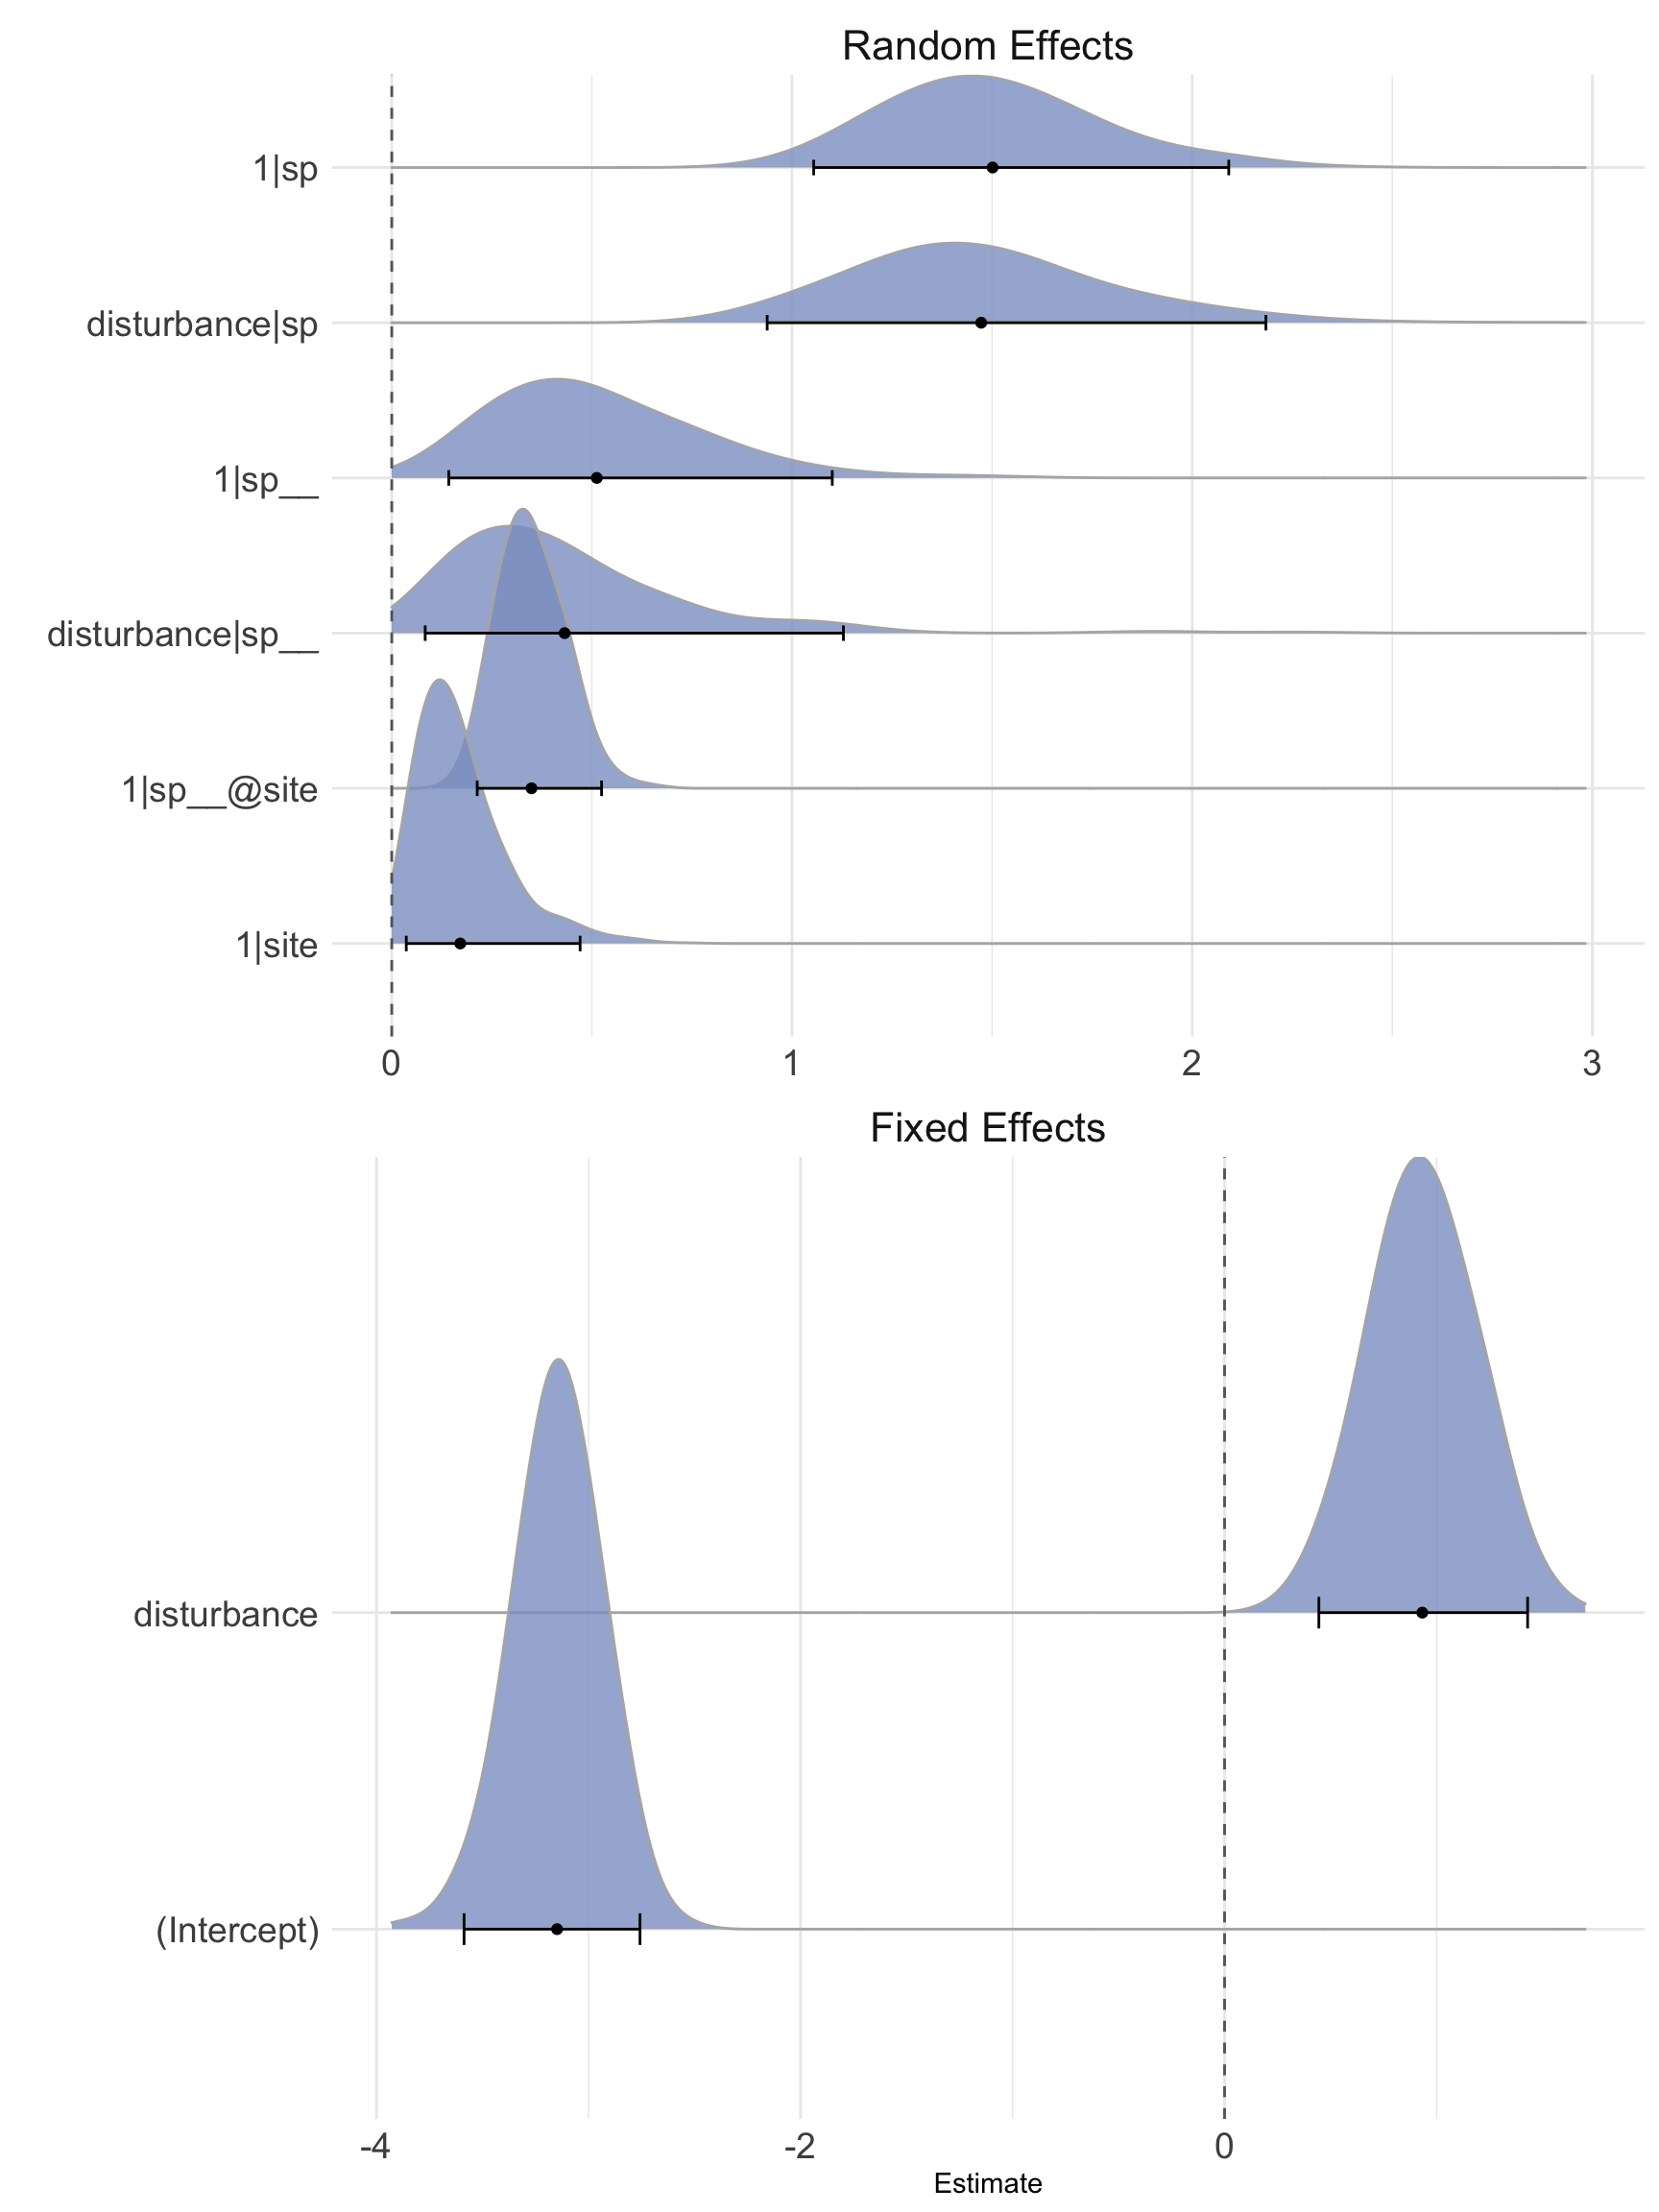 Random Effects
1|sp
disturbance|sp
1|sp__
disturbance|sp__
1|sp__@site
1|site
0 1 2 3
Fixed Effects
disturbance
(Intercept)
-4 -2 0
Estimate